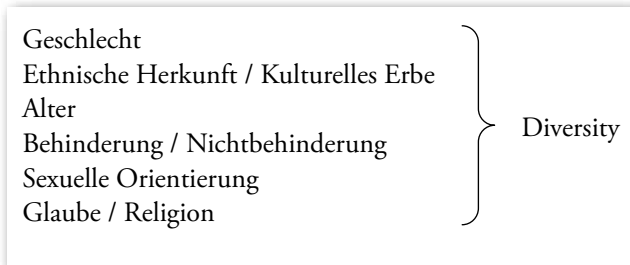 Geschlecht
Ethnische Herkunft / Kulturelles Erbe
Alter
Behinderung / Nichtbehinderung
Sexuelle Orientierung
Glaube / Religion
Diversity